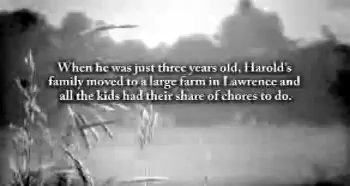 When he was just three years old, Harold's
family moved to a large farm in Lawrence and
all the kids had their share of chores to do.